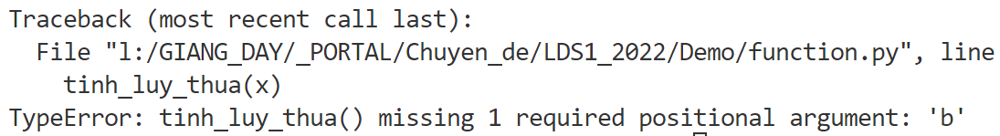 Traceback (most recent call last):
  File "l:/GIANG_DAY/_PORTAL/Chuyen_de/LDS1_2022/Demo/function.py", line
    tinh_luy_thua(x)
TypeError: tinh_luy_thua() missing 1 required positional argument: 'b'